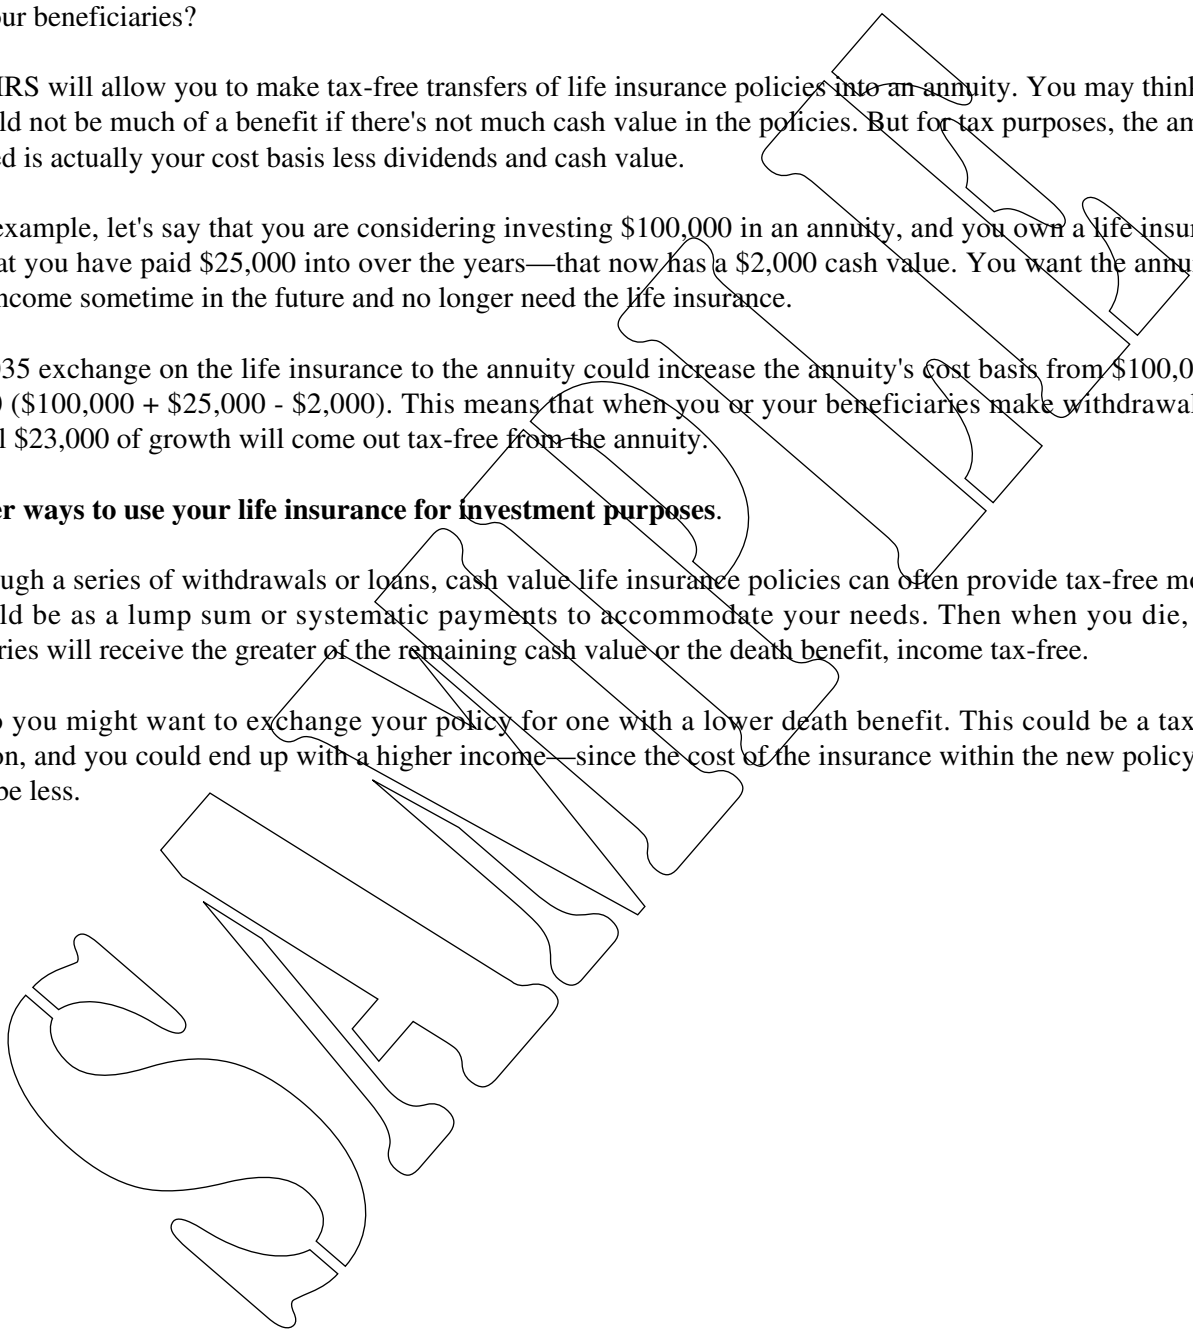 ur beneficiaries?
IRS will allow you to make tax-free transfers of life insurance policies into an annuity. You may think
ld not be much of a benefit if there's not much cash value in the policies. But for tax purposes, the am
d is actually your cost basis less dividends and cash value.
example, let's say that you are considering investing $100,000 in an annuity, and you own a life insur
at you have paid $25,000 into over the years—that now has a $2,000 cash value. You want the annu
ncome sometime in the future and no longer need the life insurance.
35 exchange on the life insurance to the annuity could increase the annuity's cost basis from $100,0
($100,000 + $25,000 - $2,000). This means that when you or your beneficiaries make withdrawal
l $23,000 of growth will come out tax-free from the annuity.
er ways to use your life insurance for investment purposes.
ugh a series of withdrawals or loans, cash value life insurance policies can often provide tax-free mo
ld be as a lump sum or systematic payments to accommodate your needs. Then when you die,
ries will receive the greater of the remaining cash value or the death benefit, income tax-free.
o you might want to exchange your policy for one with a lower death benefit. This could be a tax
on, and you could end up with a higher income—since the cost of the insurance within the new policy
be less.
SAMPLE